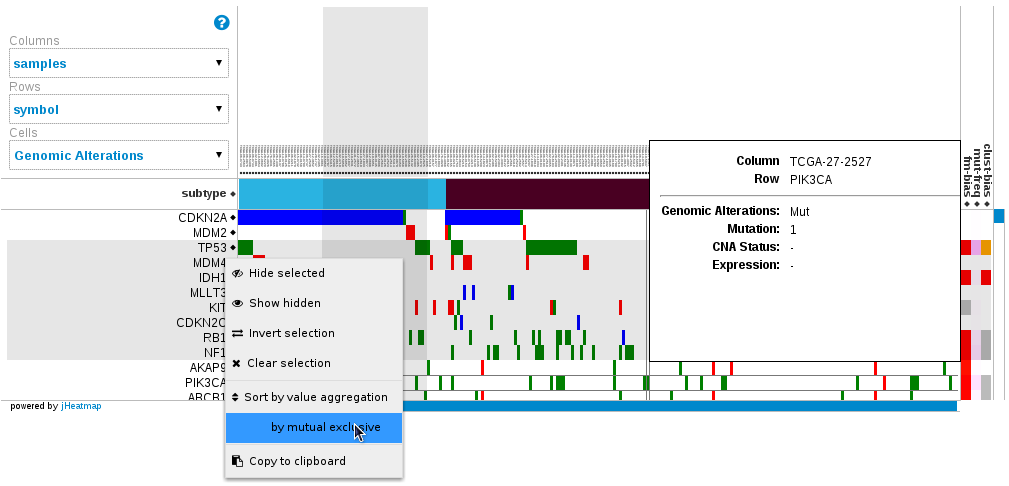 ?
Columns
samples
Rows
symbol
Cells
Genomic Alterations
subtype
CDKN2A
MDM2
TP53
MDM4
IDH1
MLLT3
KIT
CDKN2C
RB1
NF1
AKAP9
PIK3CA
ABCB1
fm-bias
mut-freq
clust-bias
Column TCGA-27-2527
Row PIK3CA
Genomic Alterations: Mut
Mutation: 1
CNA Status: -
Expression: -
Hide selected
Show hidden
Invert selection
Clear selection
Sort by value aggregation
by mutual exclusive
Copy to clipboard
powered by jHeatmap